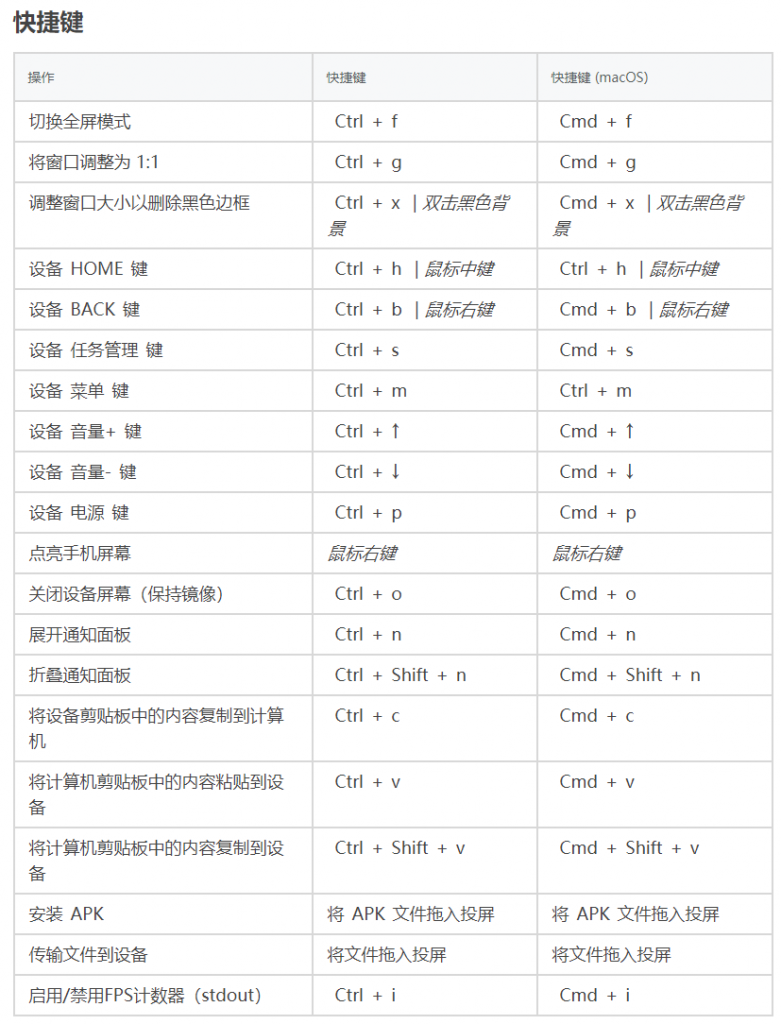 快捷键
操作 快捷键 快捷键 (macOS)
切换全屏模式 Ctrl + f Cmd + f
将窗口调整为 1:1 Ctrl + g Cmd + g
调整窗口大小以删除黑色边框 Ctrl + x | 双击黑色背 Cmd + x | 双击黑色背
景 景
设备 HOME 键 Ctrl + h | 鼠标中键 Ctrl + h | 鼠标中键
设备 BACK 键 Ctrl + b | 鼠标右键 Cmd + b | 鼠标右键
设备 任务管理 键 Ctrl + s Cmd + s
设备 菜单 键 Ctrl + m Ctrl + m
设备 音量+ 键 Ctrl + ↑ Cmd + ↑
设备 音量- 键 Ctrl + ↓ Cmd + ↓
设备 电源 键 Ctrl + p Cmd + p
点亮手机屏幕 鼠标右键 鼠标右键
关闭设备屏幕（保持镜像） Ctrl + o Cmd + o
展开通知面板 Ctrl + n Cmd + n
折叠通知面板 Ctrl + Shift + n Cmd + Shift + n
将设备剪贴板中的内容复制到计算 Ctrl + c Cmd + c
机
将计算机剪贴板中的内容粘贴到设 Ctrl + v Cmd + v
备
将计算机剪贴板中的内容复制到设 Ctrl + Shift + v Cmd + Shift + v
备
安装 APK 将 APK 文件拖入投屏 将 APK 文件拖入投屏
传输文件到设备 将文件拖入投屏 将文件拖入投屏
启用/禁用FPS计数器（stdout） Ctrl + i Cmd + i